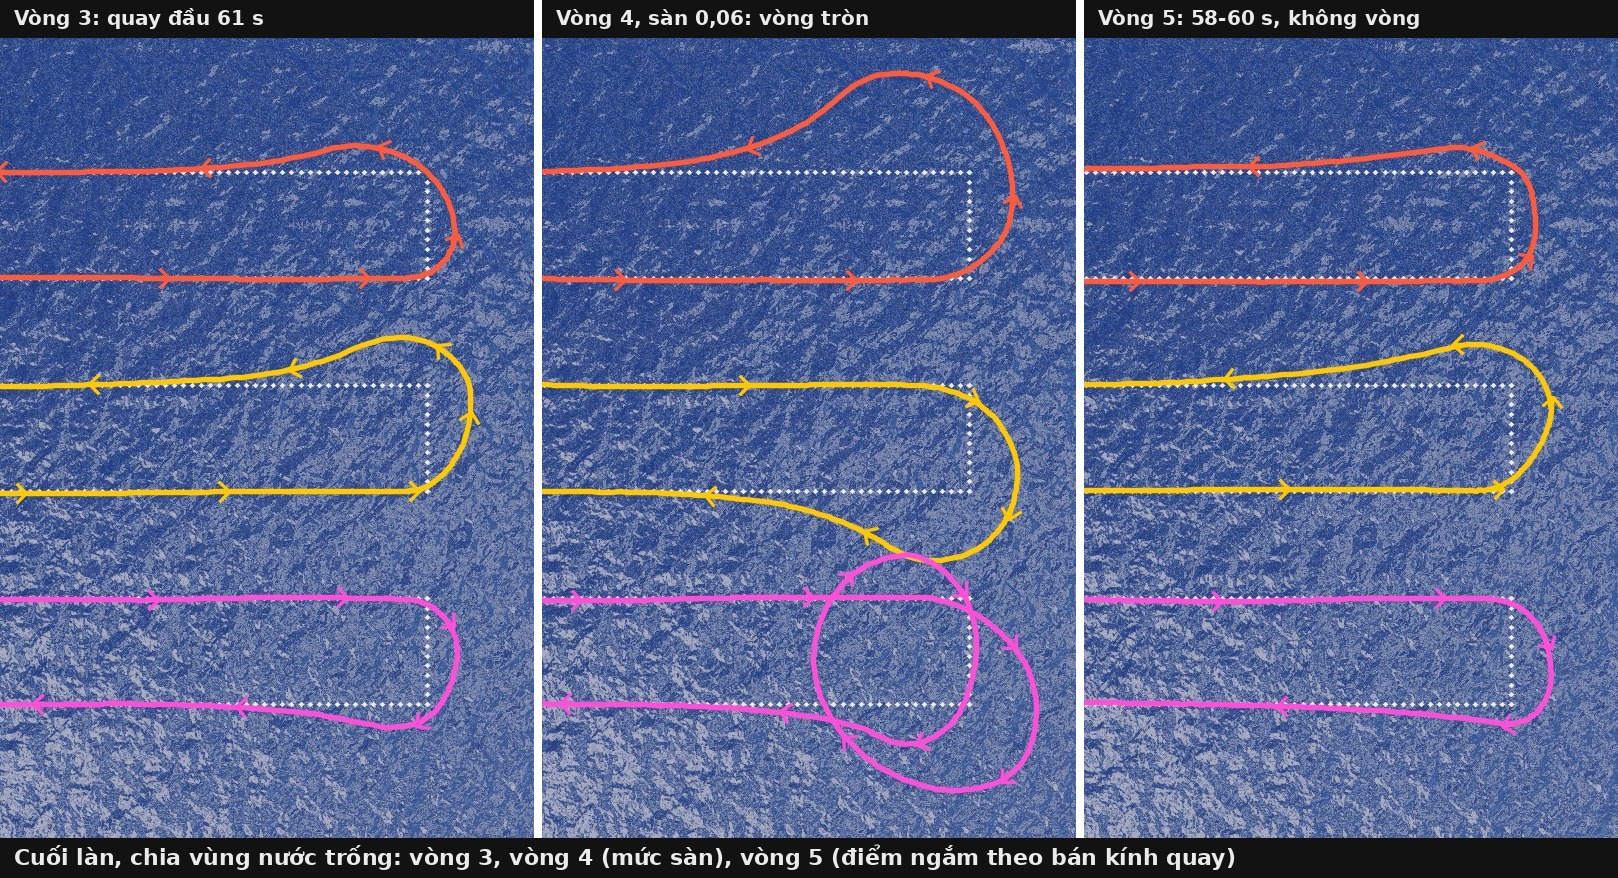 Vòng 3: quay đầu 61 s
Vòng 4, sàn 0,06: vòng tròn
Vòng 5: 58-60 s, không vòng
Cuối làn, chia vùng nước trống: vòng 3, vòng 4 (mức sàn), vòng 5 (điểm ngắm theo bán kính quay)